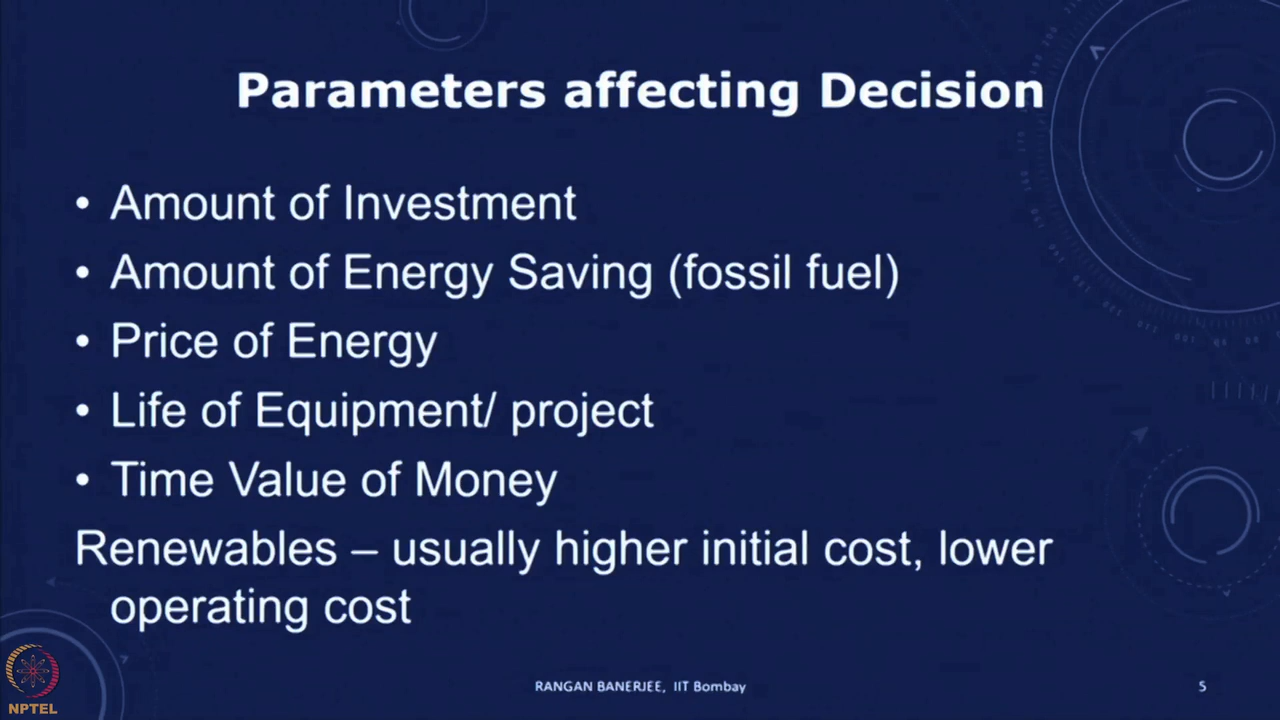 Parameters affecting Decision
• Amount of Investment
• Amount of Energy Saving (fossil fuel)
• Price of Energy
• Life of Equipment/ project
• Time Value of Money
Renewables – usually higher initial cost, lower
operating cost
NPTEL
RANGAN BANERJEE, IIT Bombay
5